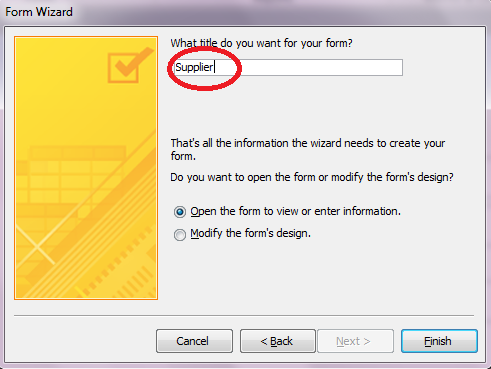 Form Wizard
What title do you want for your form?
Supplier
That's all the information the wizard needs to create your
form.
Do you want to open the form or modify the form's design?
Open the form to view or enter information.
Modify the form's design.
Cancel
< Back
Next >
Finish